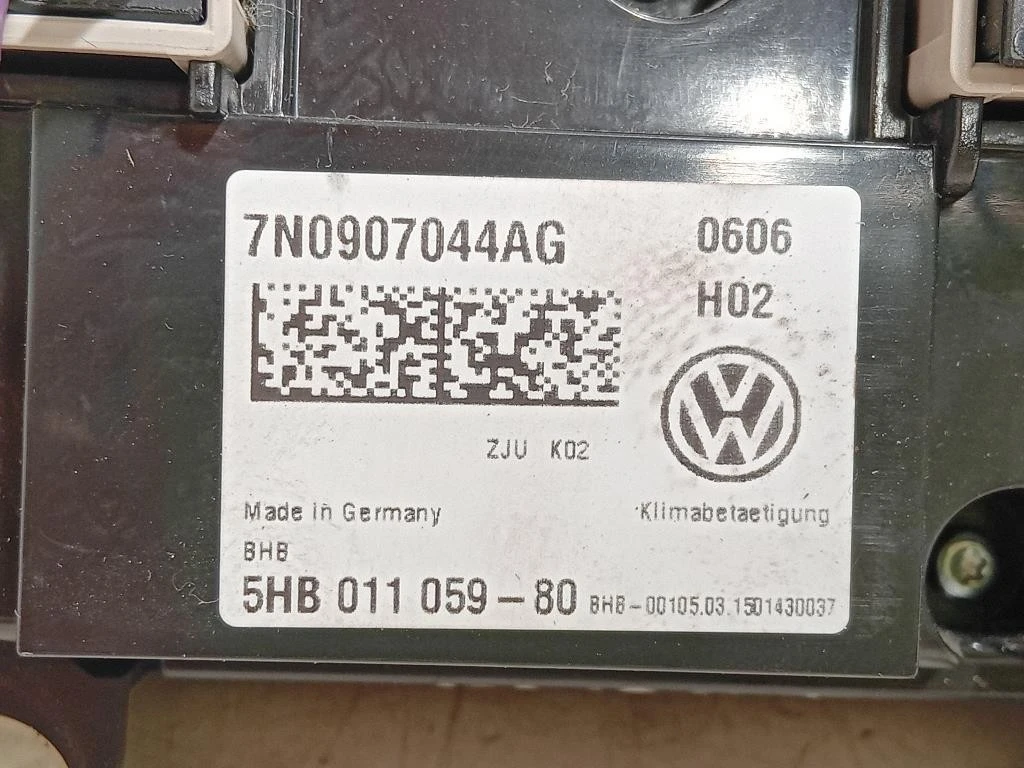 7N0907044AG 0606
H02
ZJU K02
Made in Germany Klimabetaetigung
BHB
5HB 011 059-80 BHB-00105.03.1501430037